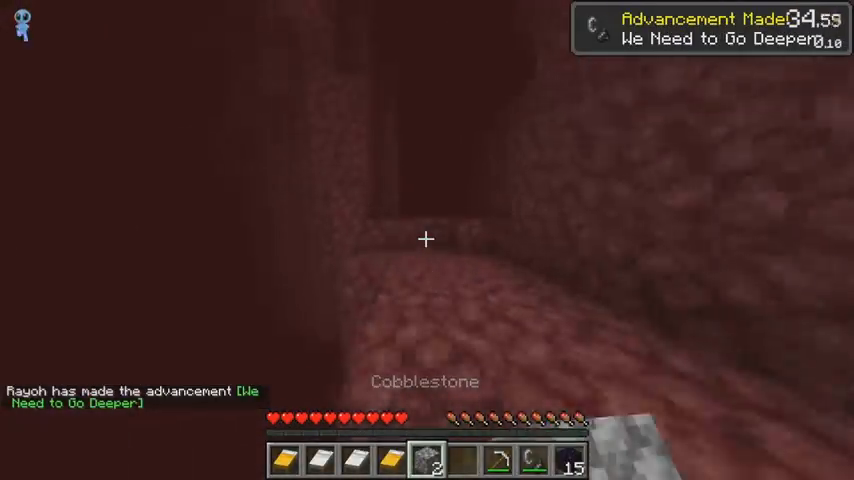 Advancement Made
34.59
We Need to Go Deeper
0.10
Cobblestone
Rayoh has made the advancement [We
Need to Go Deeper]
2
15